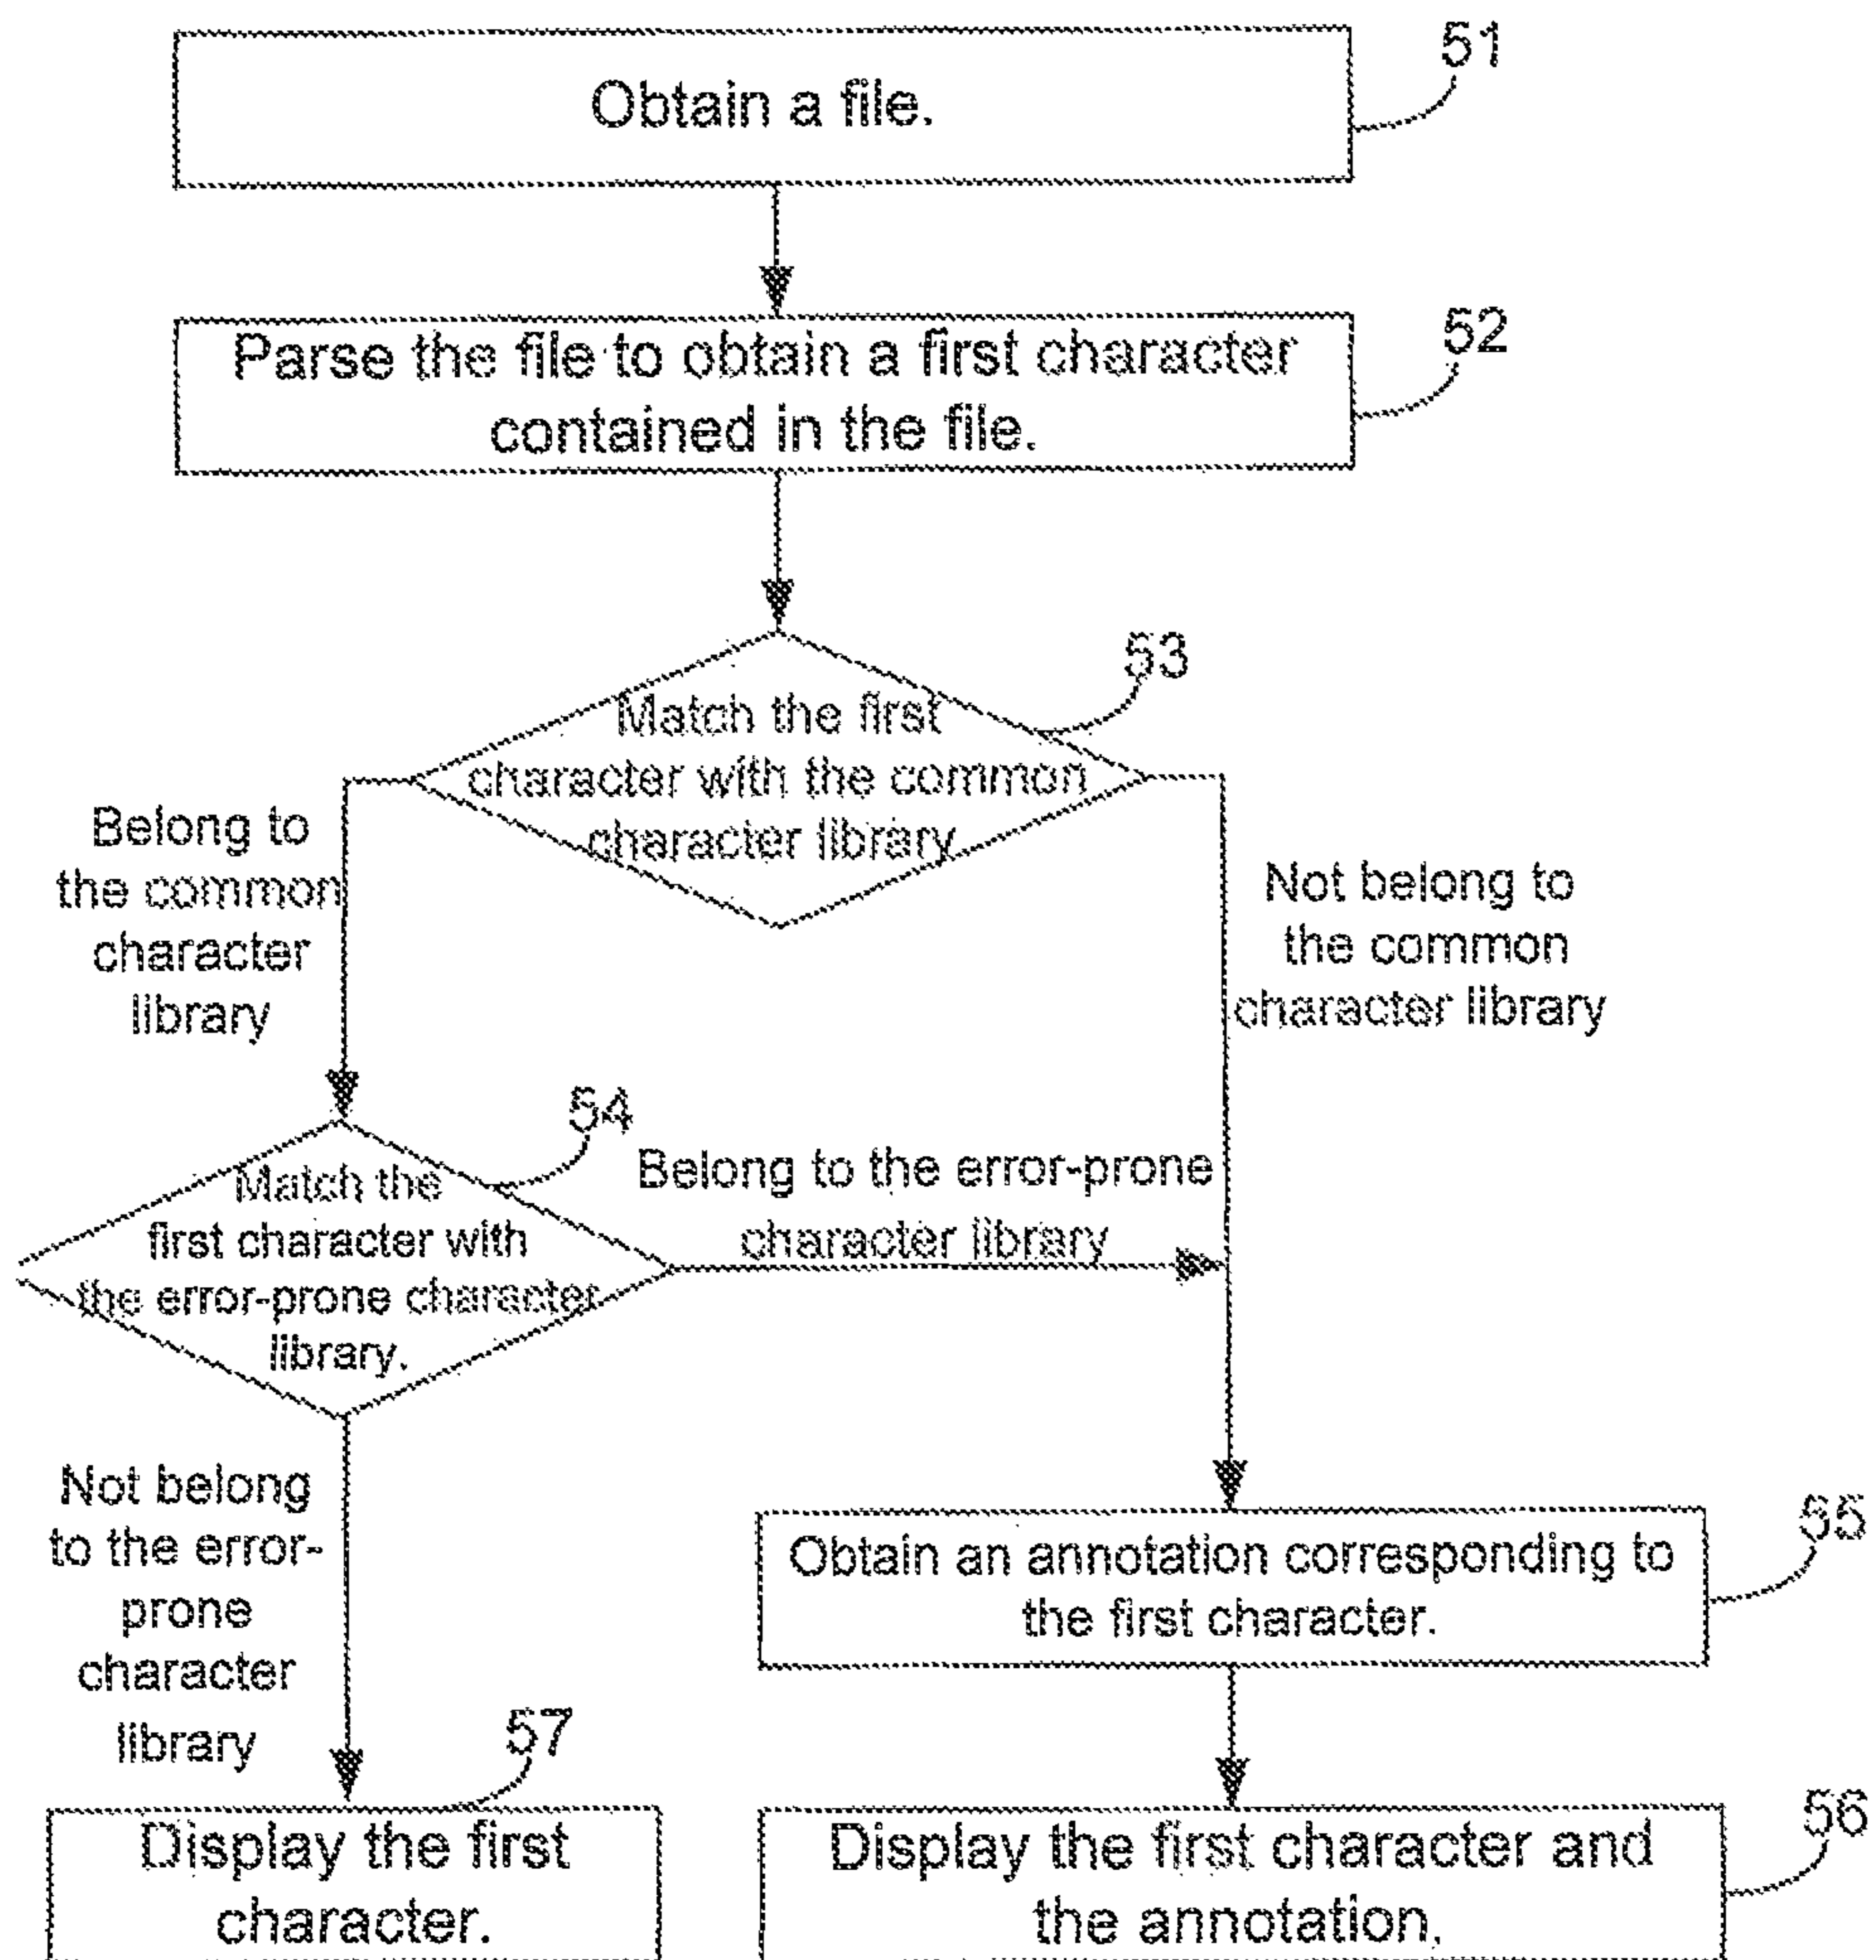 Obtain a file.
51
Parse the file to obtain a first character
contained in the file.
52
53
Match the first
character with the common
character library
Belong to
the common
character
library
Not belong to
the common
character library
54
Match the
first character with
the error-prone character
library.
Belong to the error-prone
character library
Not belong
to the error-
prone
character
library
55
Obtain an annotation corresponding to
the first character.
57
Display the first
character.
56
Display the first character and
the annotation.